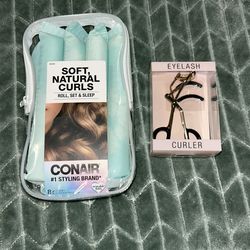 SOFT,
NATURAL
CURLS
ROLL, SET & SLEEP
CONAIR
#1 STYLING BRAND*
EYELASH
CURLER